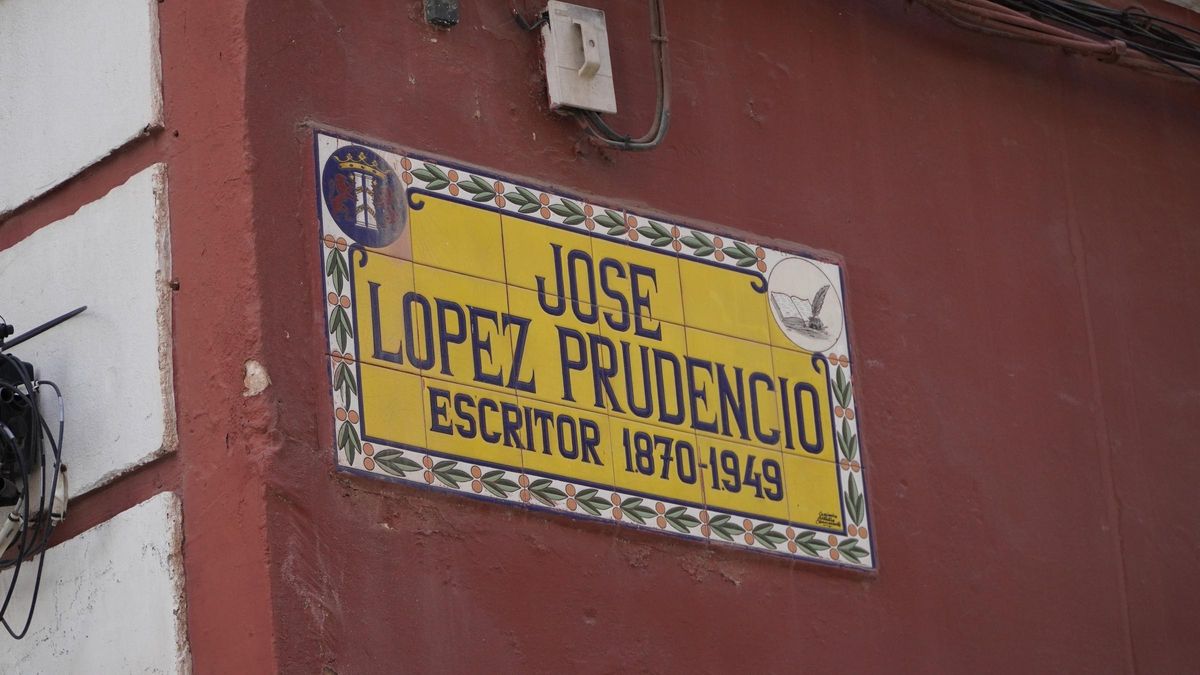 JOSE
LOPEZ PRUDENCIO
ESCRITOR 1870-1949